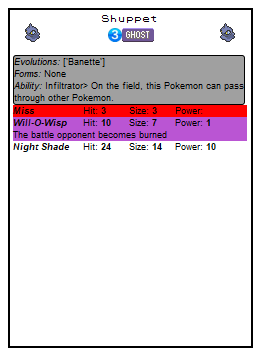 Shuppet
3 GHOST
Evolutions: ['Banette']
Forms: None
Ability: Infiltrator> On the field, this Pokemon can pass
through other Pokemon.
Miss Hit: 3 Size: 3 Power:
Will-O-Wisp Hit: 10 Size: 7 Power: 1
The battle opponent becomes burned
Night Shade Hit: 24 Size: 14 Power: 10